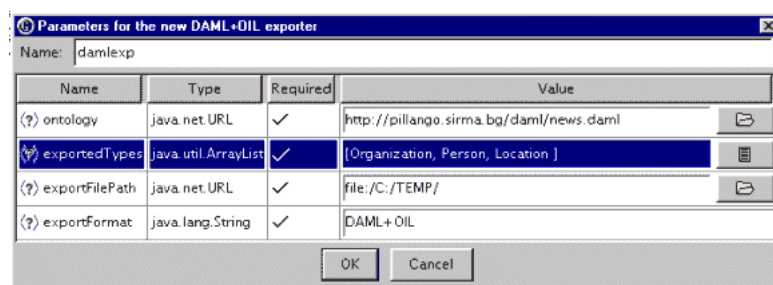 Parameters for the new DAML+OIL exporter
Name: damlexp
Name Type Required Value
ontology java.net.URL ✓ http://pillango.sirma.bg/daml/news.daml
exportedTypes java.util.ArrayList ✓ [Organization, Person, Location ]
exportFilePath java.net.URL ✓ file:/C:/TEMP/
exportFormat java.lang.String ✓ DAML+OIL
OK Cancel